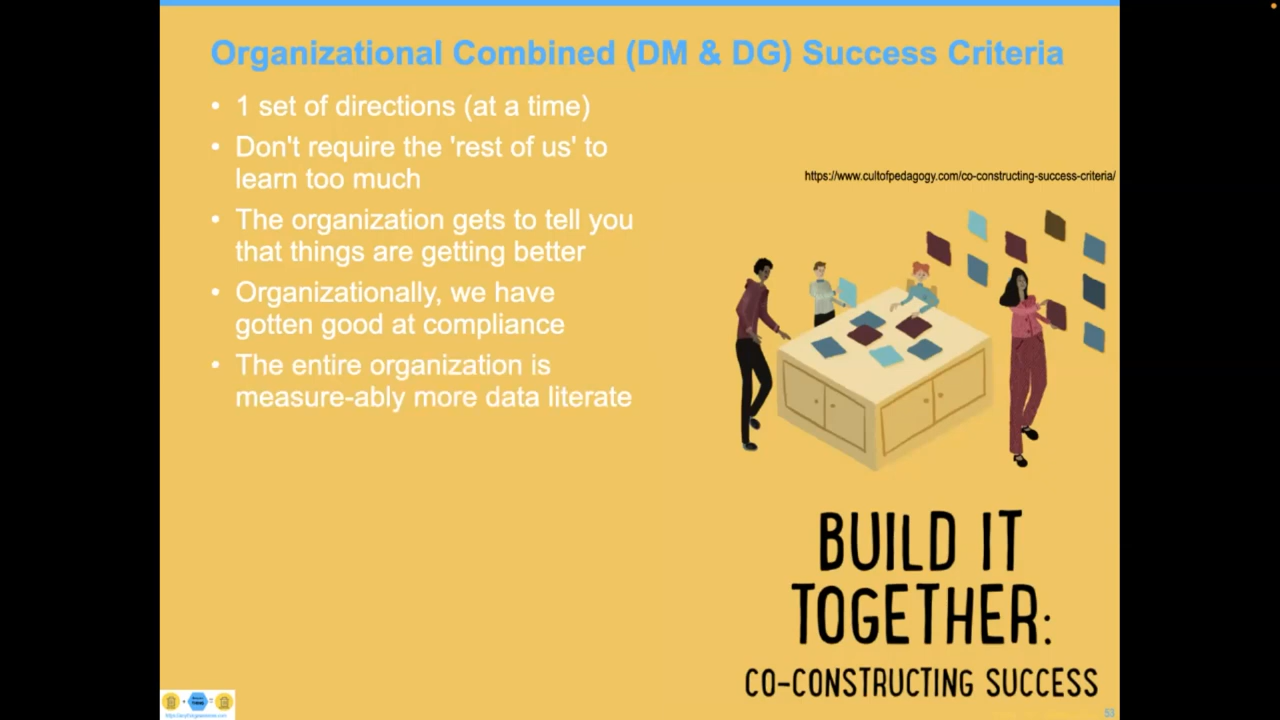 Organizational Combined (DM & DG) Success Criteria
• 1 set of directions (at a time)
• Don't require the 'rest of us' to
learn too much
• The organization gets to tell you
that things are getting better
• Organizationally, we have
gotten good at compliance
• The entire organization is
measure-ably more data literate
https://www.cultofpedagogy.com/co-constructing-success-criteria/
BUILD IT
TOGETHER:
CO-CONSTRUCTING SUCCESS
53